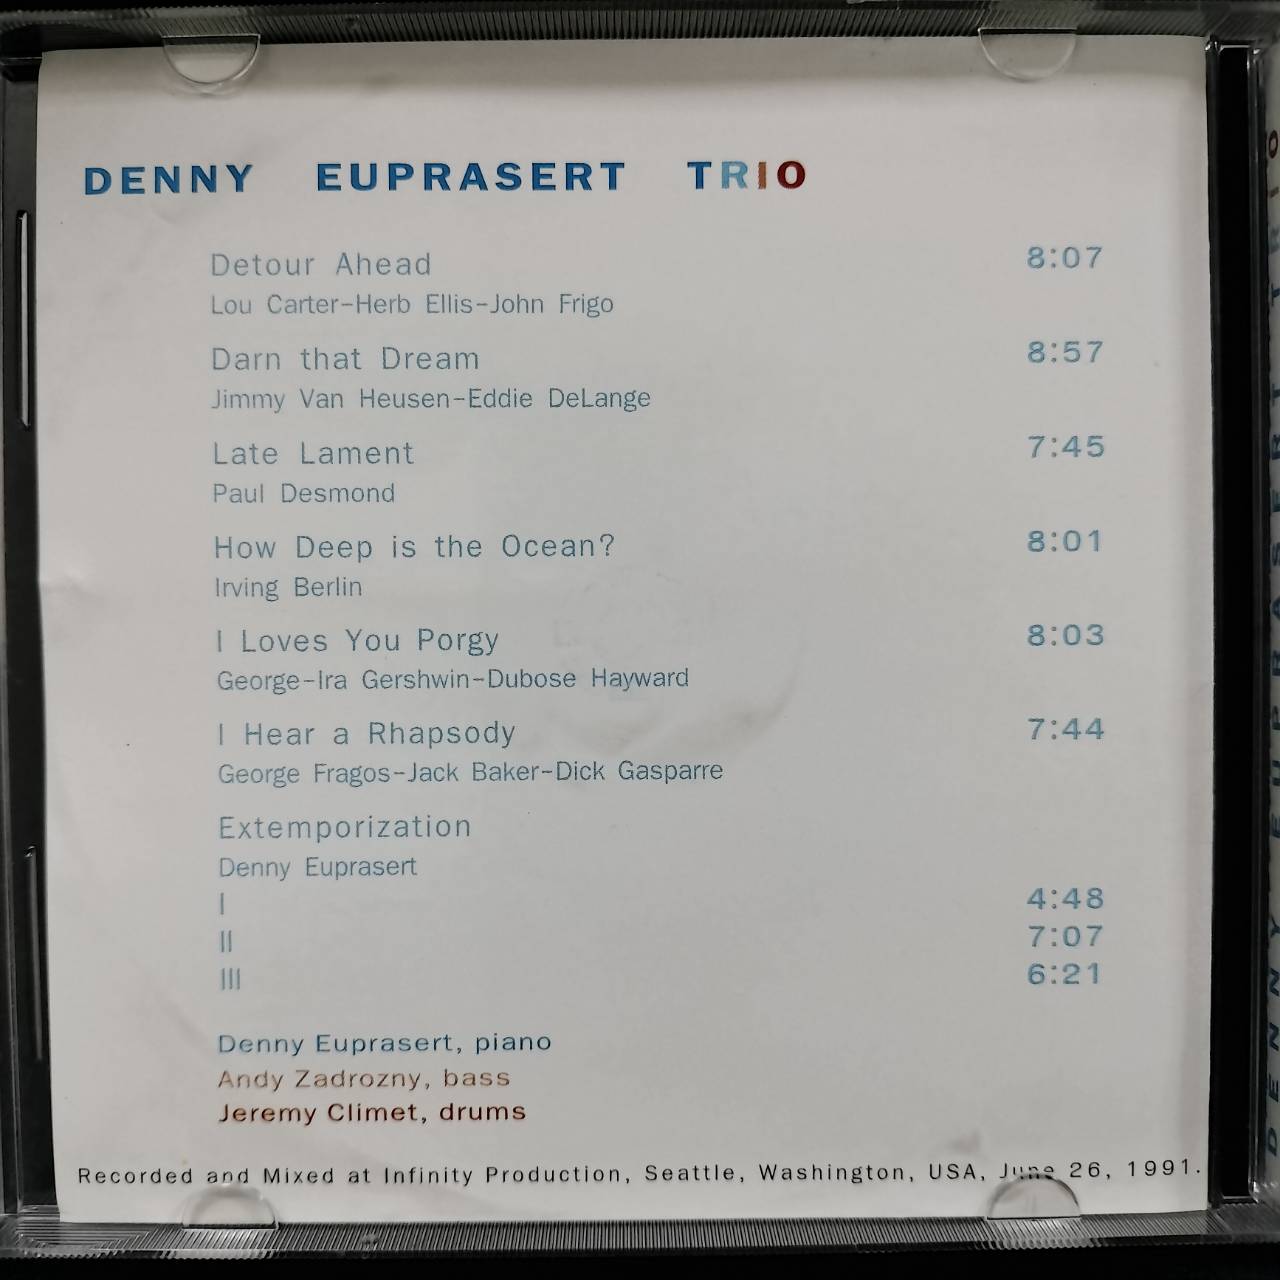 DENNY EUPRASERT TRIO
Detour Ahead 8:07
Lou Carter-Herb Ellis-John Frigo
Darn that Dream 8:57
Jimmy Van Heusen-Eddie DeLange
Late Lament 7:45
Paul Desmond
How Deep is the Ocean? 8:01
Irving Berlin
I Loves You Porgy 8:03
George-Ira Gershwin-Dubose Hayward
I Hear a Rhapsody 7:44
George Fragos-Jack Baker-Dick Gasparre
Extemporization
Denny Euprasert
I 4:48
II 7:07
III 6:21
Denny Euprasert, piano
Andy Zadrozny, bass
Jeremy Climet, drums
Recorded and Mixed at Infinity Production, Seattle, Washington, USA, June 26, 1991.
DENNY EUPRASERT TRIO